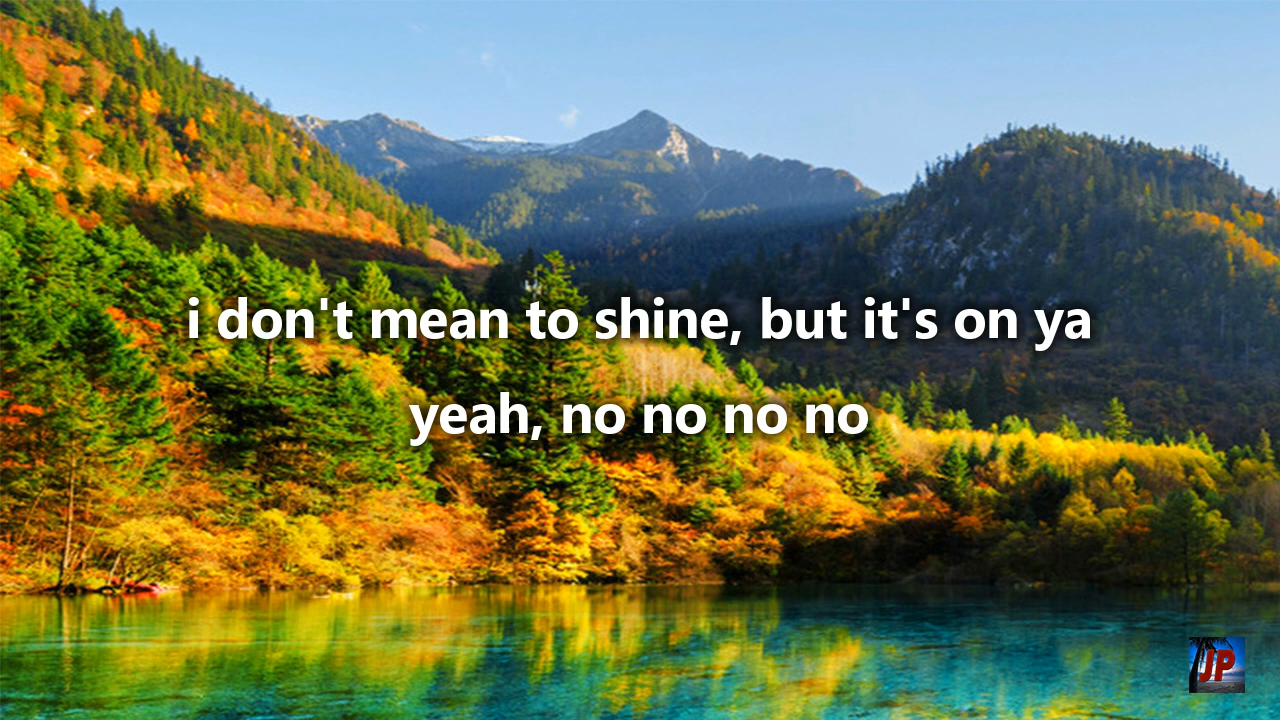 i don't mean to shine, but it's on ya
yeah, no no no no
JP